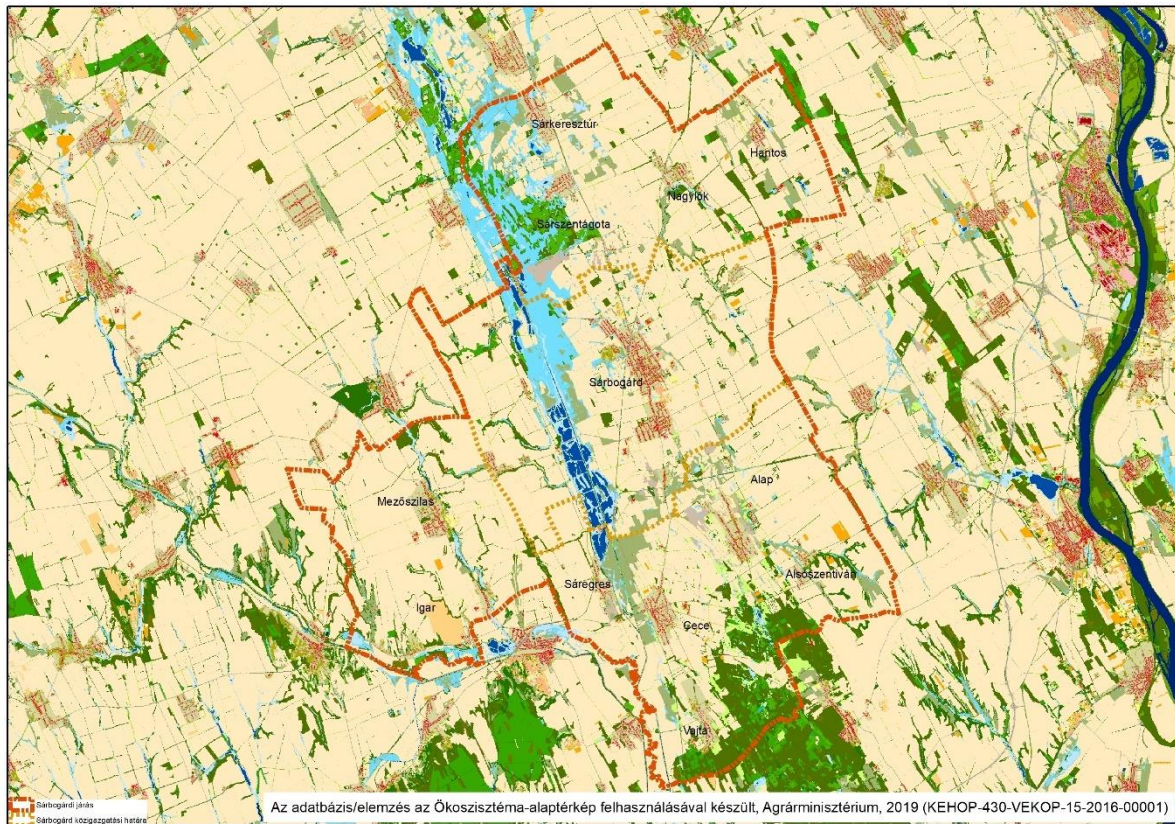 Sárkeresztúr
Hantos
Nagylók
Sárszentágota
Sárbogárd
Alap
Mezőszilas
Alsószentiván
Sáregres
Igar
Cece
Vajta
Sárbogárdi járás
Sárbogárd közigazgatási határa
Az adatbázis/elemzés az Ökoszisztéma-alaptérkép felhasználásával készült, Agrárminisztérium, 2019 (KEHOP-430-VEKOP-15-2016-00001)